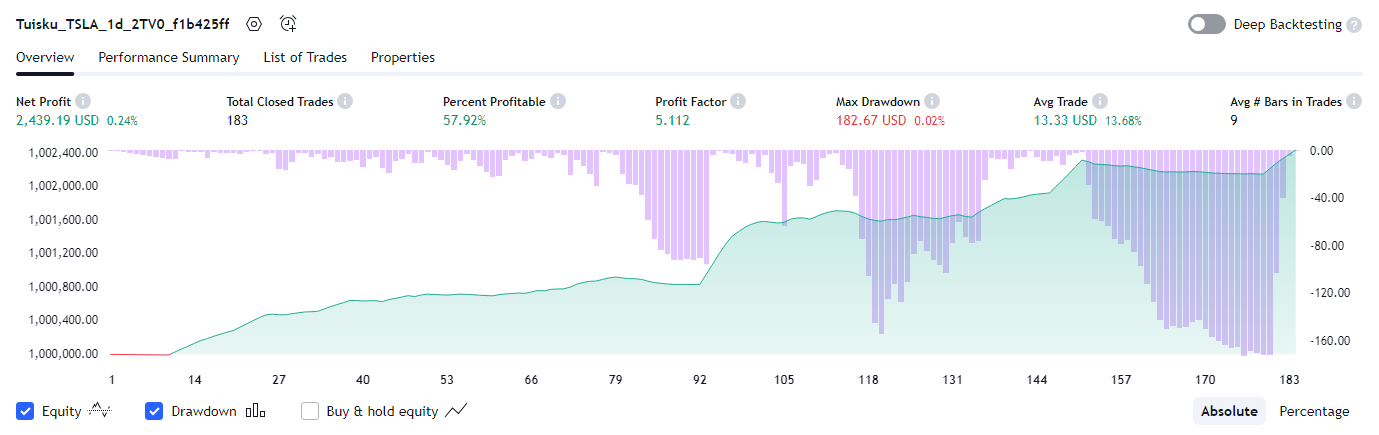 Tuisku_TSLA_1d_2TV0_f1b425ff
Deep Backtesting
Overview Performance Summary List of Trades Properties
Net Profit Total Closed Trades Percent Profitable Profit Factor Max Drawdown Avg Trade Avg # Bars in Trades
2,439.19 USD 0.24% 183 57.92% 5.112 182.67 USD 0.02% 13.33 USD 13.68% 9
1,002,400.00 0.00
1,002,000.00 -40.00
1,001,600.00
1,001,200.00 -80.00
1,000,800.00 -120.00
1,000,400.00 -160.00
1,000,000.00
1 14 27 40 53 66 79 92 105 118 131 144 157 170 183
Equity Drawdown Buy & hold equity Absolute Percentage